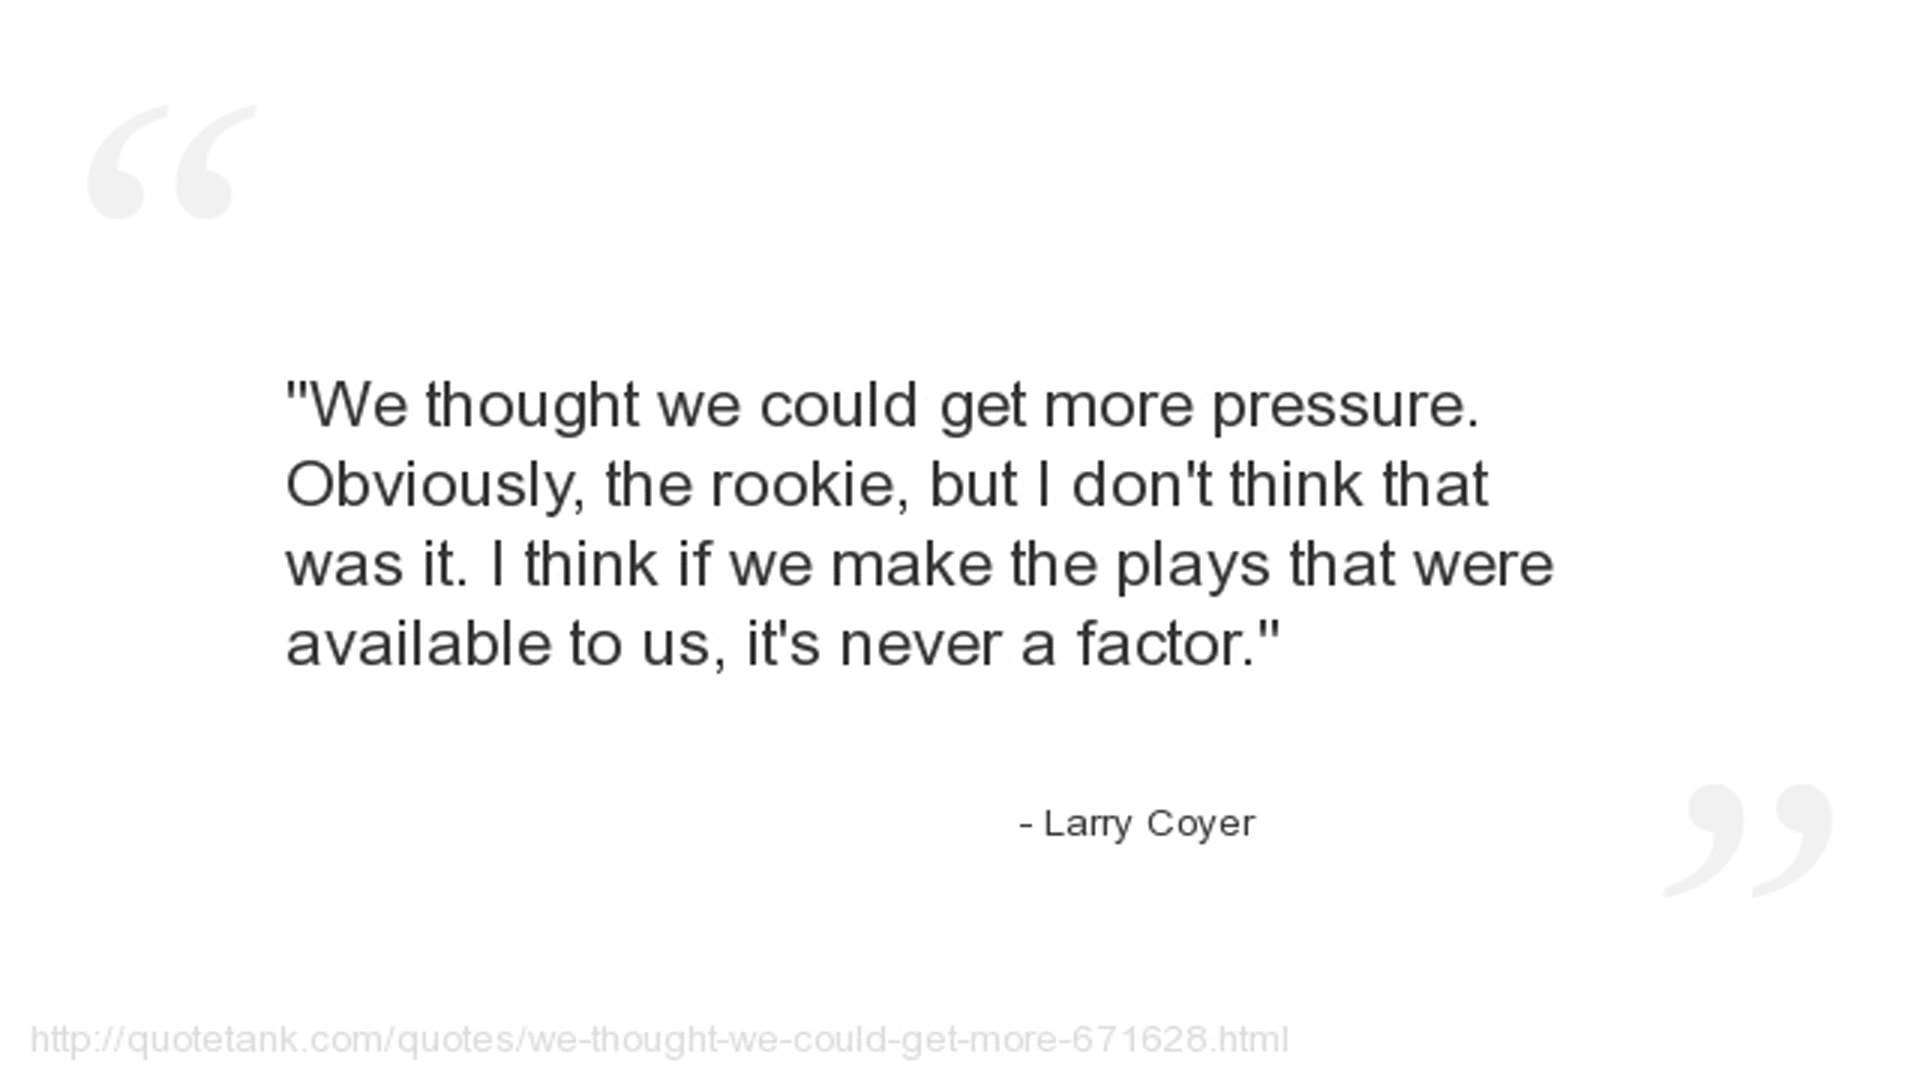 "We thought we could get more pressure.
Obviously, the rookie, but I don't think that
was it. I think if we make the plays that were
available to us, it's never a factor."
- Larry Coyer
http://quotetank.com/quotes/we-thought-we-could-get-more-671628.html